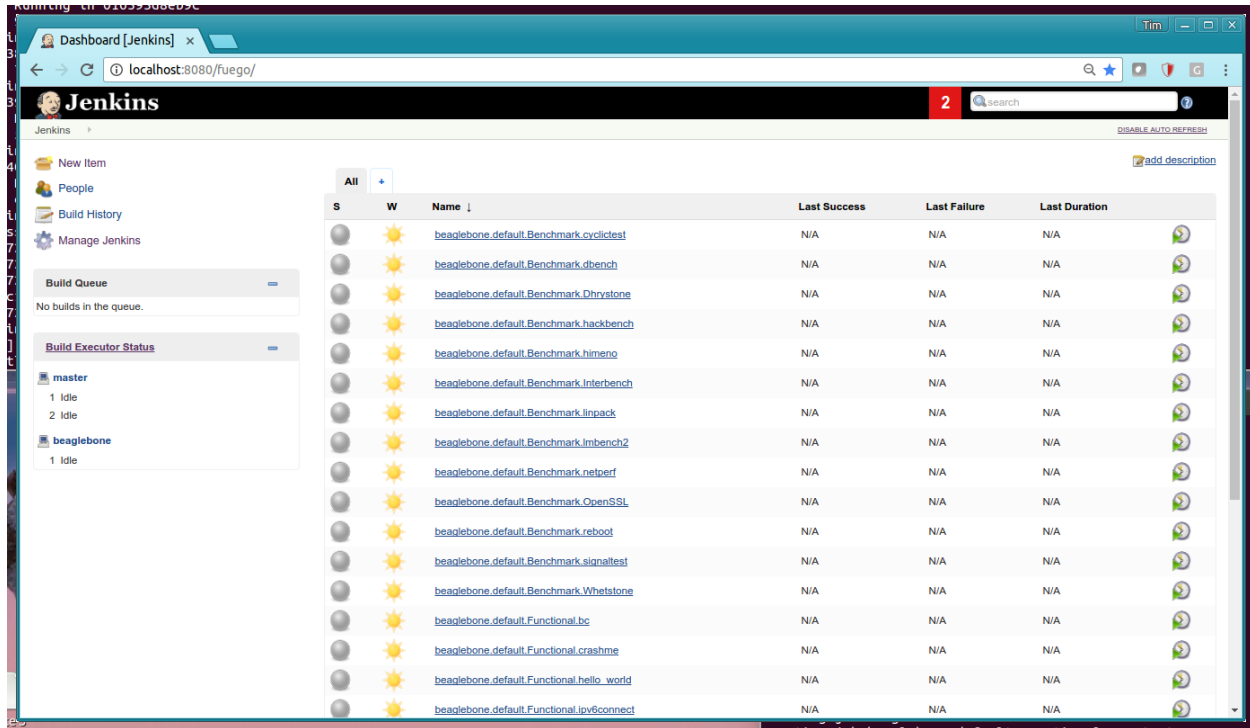 Running in 016595d8eb9c
Tim
Dashboard [Jenkins]
localhost:8080/fuego/
Jenkins
2
search
Jenkins
DISABLE AUTO REFRESH
New Item
People
Build History
Manage Jenkins
Build Queue
No builds in the queue.
Build Executor Status
master
1 Idle
2 Idle
beaglebone
1 Idle
add description
All +
S W Name ↓ Last Success Last Failure Last Duration
beaglebone.default.Benchmark.cyclictest N/A N/A N/A
beaglebone.default.Benchmark.dbench N/A N/A N/A
beaglebone.default.Benchmark.Dhrystone N/A N/A N/A
beaglebone.default.Benchmark.hackbench N/A N/A N/A
beaglebone.default.Benchmark.himeno N/A N/A N/A
beaglebone.default.Benchmark.Interbench N/A N/A N/A
beaglebone.default.Benchmark.linpack N/A N/A N/A
beaglebone.default.Benchmark.lmbench2 N/A N/A N/A
beaglebone.default.Benchmark.netperf N/A N/A N/A
beaglebone.default.Benchmark.OpenSSL N/A N/A N/A
beaglebone.default.Benchmark.reboot N/A N/A N/A
beaglebone.default.Benchmark.signaltest N/A N/A N/A
beaglebone.default.Benchmark.Whetstone N/A N/A N/A
beaglebone.default.Functional.bc N/A N/A N/A
beaglebone.default.Functional.crashme N/A N/A N/A
beaglebone.default.Functional.hello_world N/A N/A N/A
beaglebone.default.Functional.ipv6connect N/A N/A N/A